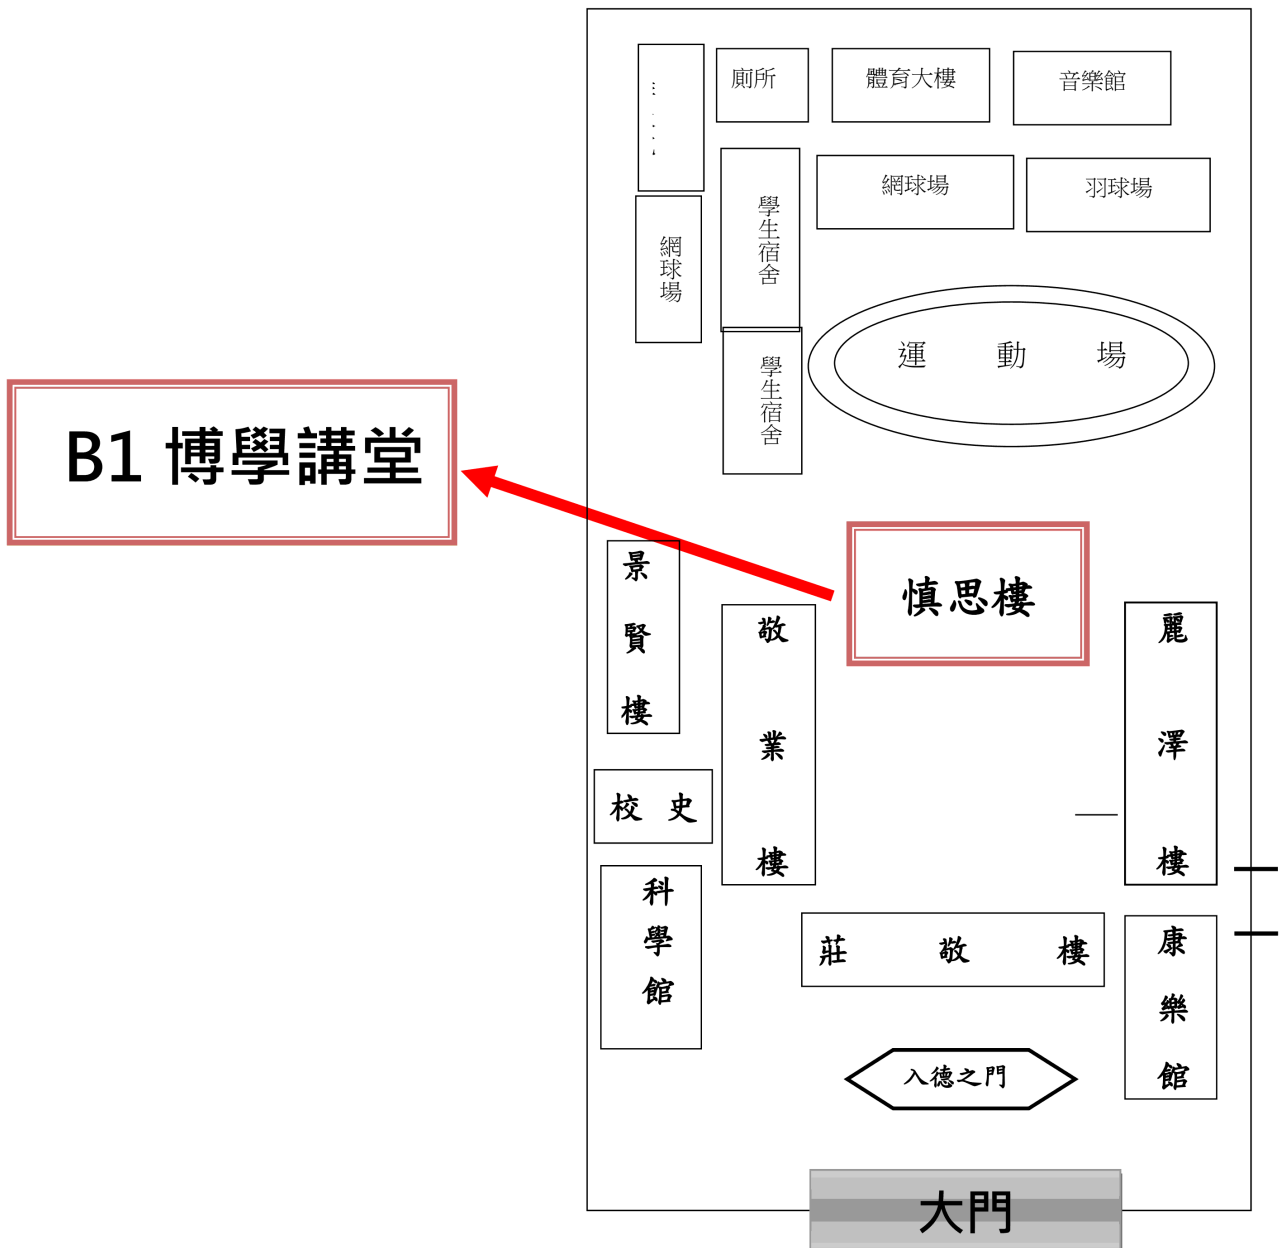 廁所
體育大樓
音樂館
學生宿舍
網球場
羽球場
網球場
運動場
學生宿舍
B1 博學講堂
慎思樓
景賢樓
敬業樓
麗澤樓
校史
科學館
莊敬樓
康樂館
入德之門
大門